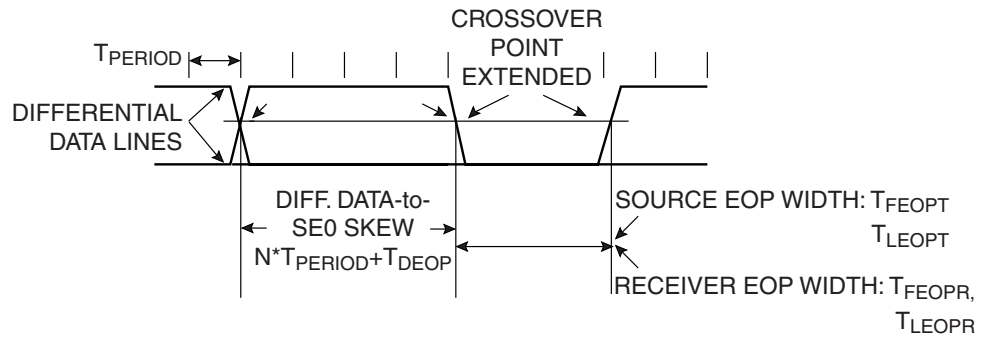 CROSSOVER
POINT
EXTENDED
TPERIOD
DIFFERENTIAL
DATA LINES
DIFF. DATA-to-
SE0 SKEW
N*TPERIOD+TDEOP
SOURCE EOP WIDTH: TFEOPT
TLEOPT
RECEIVER EOP WIDTH: TFEOPR,
TLEOPR